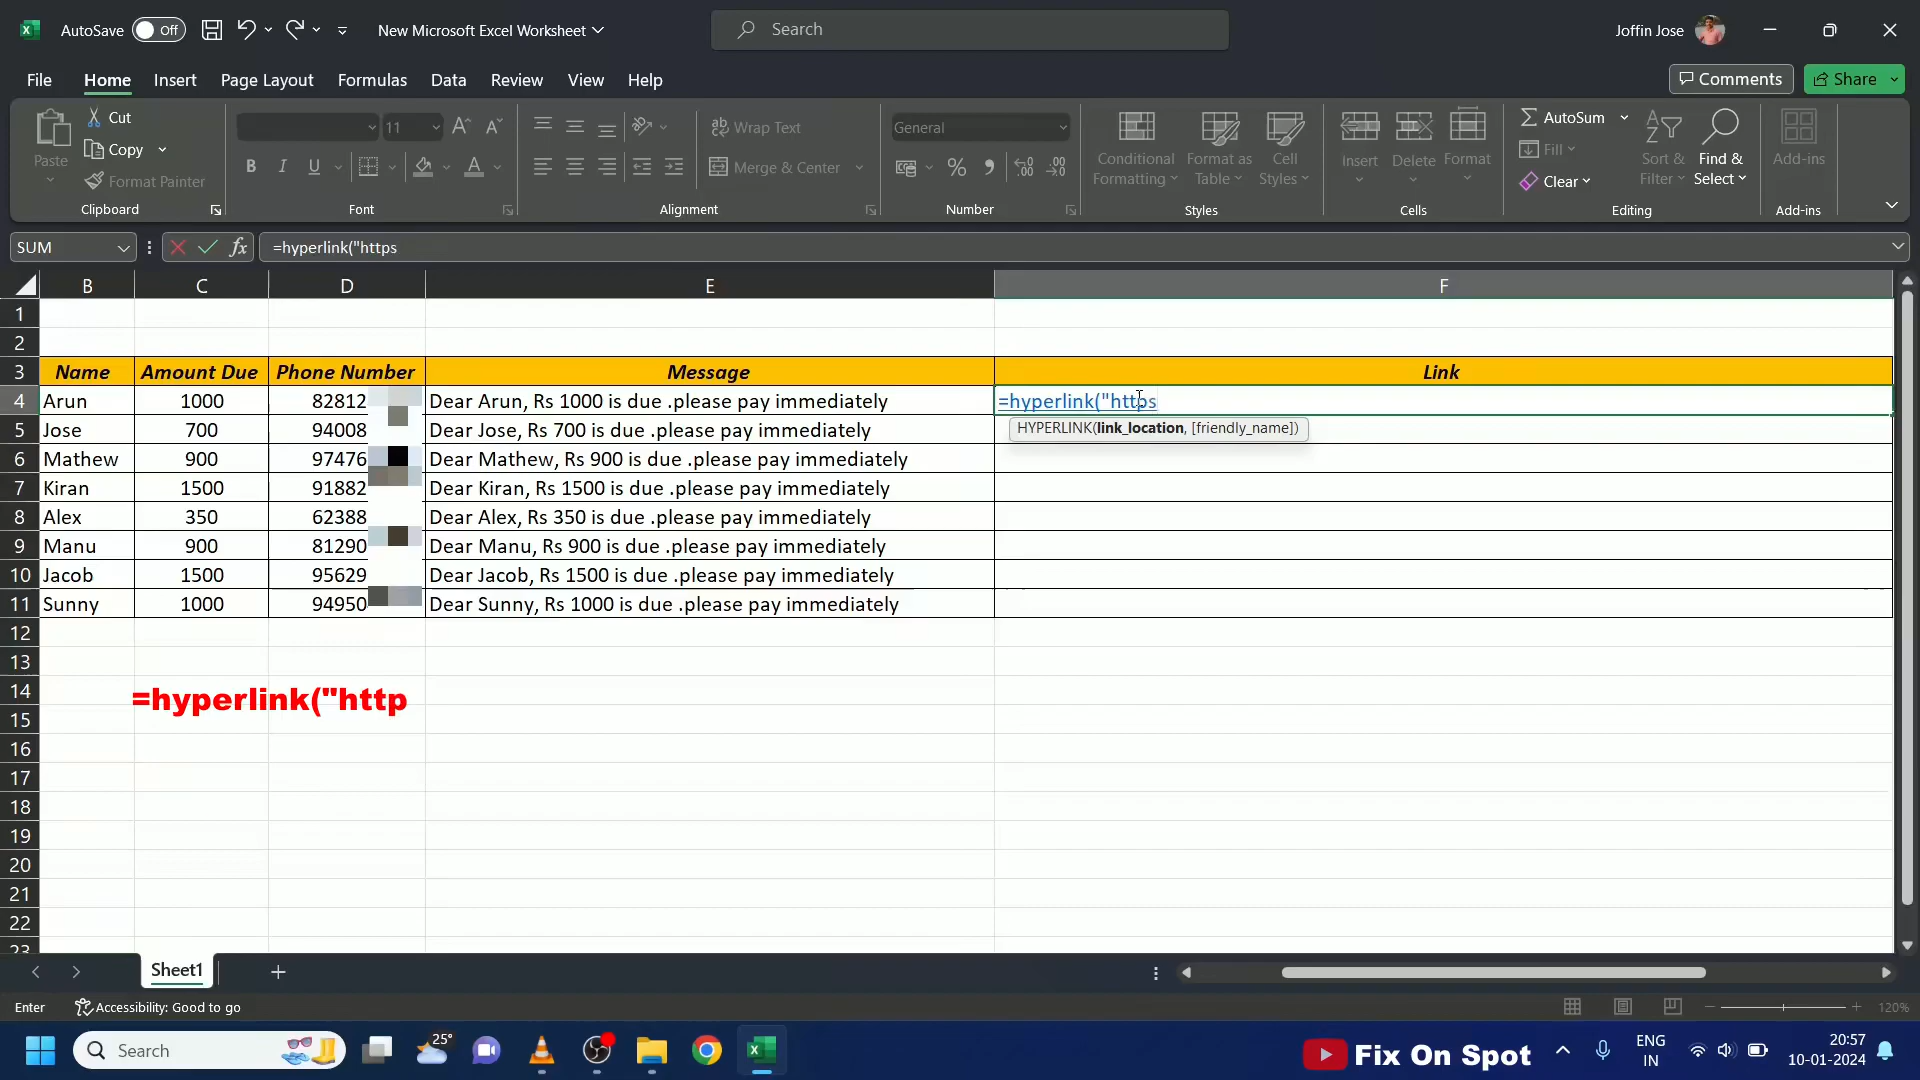 AutoSave Off New Microsoft Excel Worksheet Search Joffin Jose
File Home Insert Page Layout Formulas Data Review View Help Comments Share
Paste Cut Copy Format Painter
Clipboard
11
B I U A
Font
Wrap Text
Merge & Center
Alignment
General
Number
Conditional Formatting
Format as Table
Cell Styles
Styles
Insert Delete Format
Cells
AutoSum
Fill
Clear
Sort & Filter
Find & Select
Editing
Add-ins
Add-ins
SUM fx =hyperlink("https
B C D E F
1
2
3 Name Amount Due Phone Number Message Link
4 Arun 1000 82812 Dear Arun, Rs 1000 is due .please pay immediately =hyperlink("https
HYPERLINK(link_location, [friendly_name])
5 Jose 700 94008 Dear Jose, Rs 700 is due .please pay immediately
6 Mathew 900 97476 Dear Mathew, Rs 900 is due .please pay immediately
7 Kiran 1500 91882 Dear Kiran, Rs 1500 is due .please pay immediately
8 Alex 350 62388 Dear Alex, Rs 350 is due .please pay immediately
9 Manu 900 81290 Dear Manu, Rs 900 is due .please pay immediately
10 Jacob 1500 95629 Dear Jacob, Rs 1500 is due .please pay immediately
11 Sunny 1000 94950 Dear Sunny, Rs 1000 is due .please pay immediately
12
13
14
=hyperlink("http
15
16
17
18
19
20
21
22
23
Sheet1
Enter Accessibility: Good to go 120%
Search 25° Fix On Spot ENG IN 20:57 10-01-2024